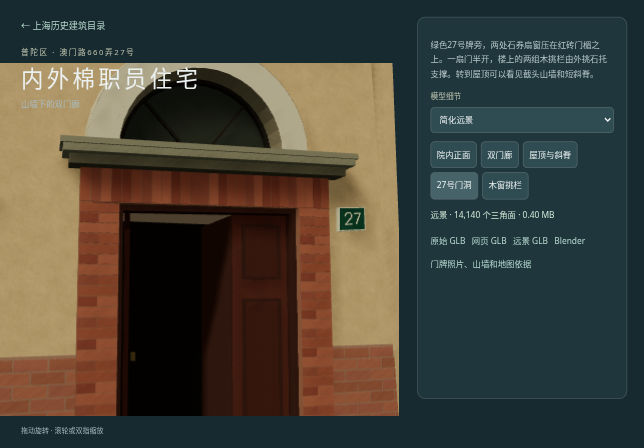 ← 上海历史建筑目录
普陀区 · 澳门路660弄27号
内外棉职员住宅
山墙下的双门廊
27
绿色27号牌旁，两处石券扇窗压在红砖门楣之
上。一扇门半开，楼上的两组木挑栏由外挑石托
支撑。转到屋顶可以看见截头山墙和短斜脊。
模型细节
简化远景
院内正面 双门廊 屋顶与斜脊
27号门洞 木窗挑栏
远景 · 14,140 个三角面 · 0.40 MB
原始 GLB 网页 GLB 远景 GLB Blender
门牌照片、山墙和地图依据
拖动旋转 · 滚轮或双指缩放